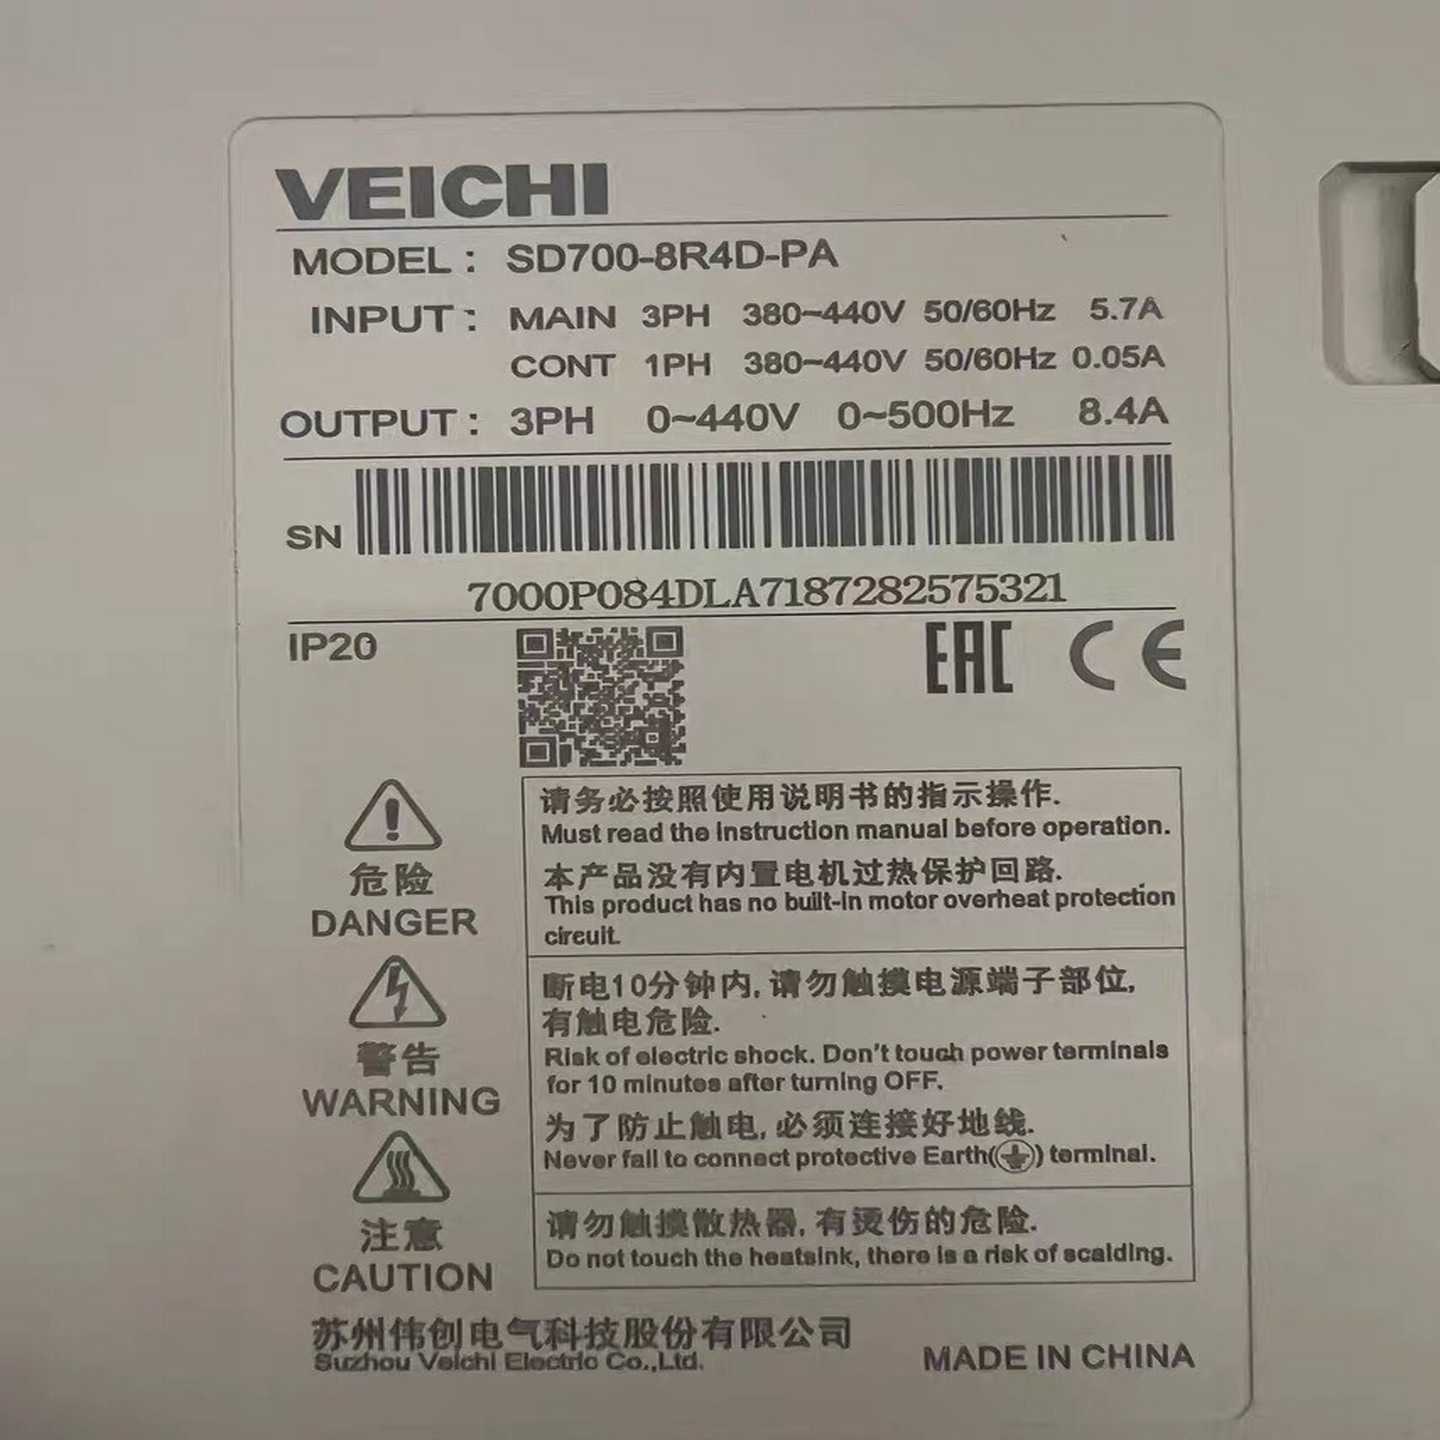 VEICHI
MODEL: SD700-8R4D-PA
INPUT: MAIN 3PH 380~440V 50/60Hz 5.7A
CONT 1PH 380~440V 50/60Hz 0.05A
OUTPUT: 3PH 0~440V 0~500Hz 8.4A
SN
7000P084DLA7187282575321
IP20
EAC CE
请务必按照使用说明书的指示操作.
Must read the instruction manual before operation.
危险
本产品没有内置电机过热保护回路.
DANGER
This product has no built-in motor overheat protection
circuit.
断电10分钟内,请勿触摸电源端子部位,
有触电危险.
警告
Risk of electric shock. Don't touch power terminals
for 10 minutes after turning OFF.
WARNING
为了防止触电,必须连接好地线.
Never fail to connect protective Earth(⏚) terminal.
注意
请勿触摸散热器,有烫伤的危险.
Do not touch the heatsink, there is a risk of scalding.
CAUTION
苏州伟创电气科技股份有限公司
Suzhou Veichi Electric Co.,Ltd.
MADE IN CHINA